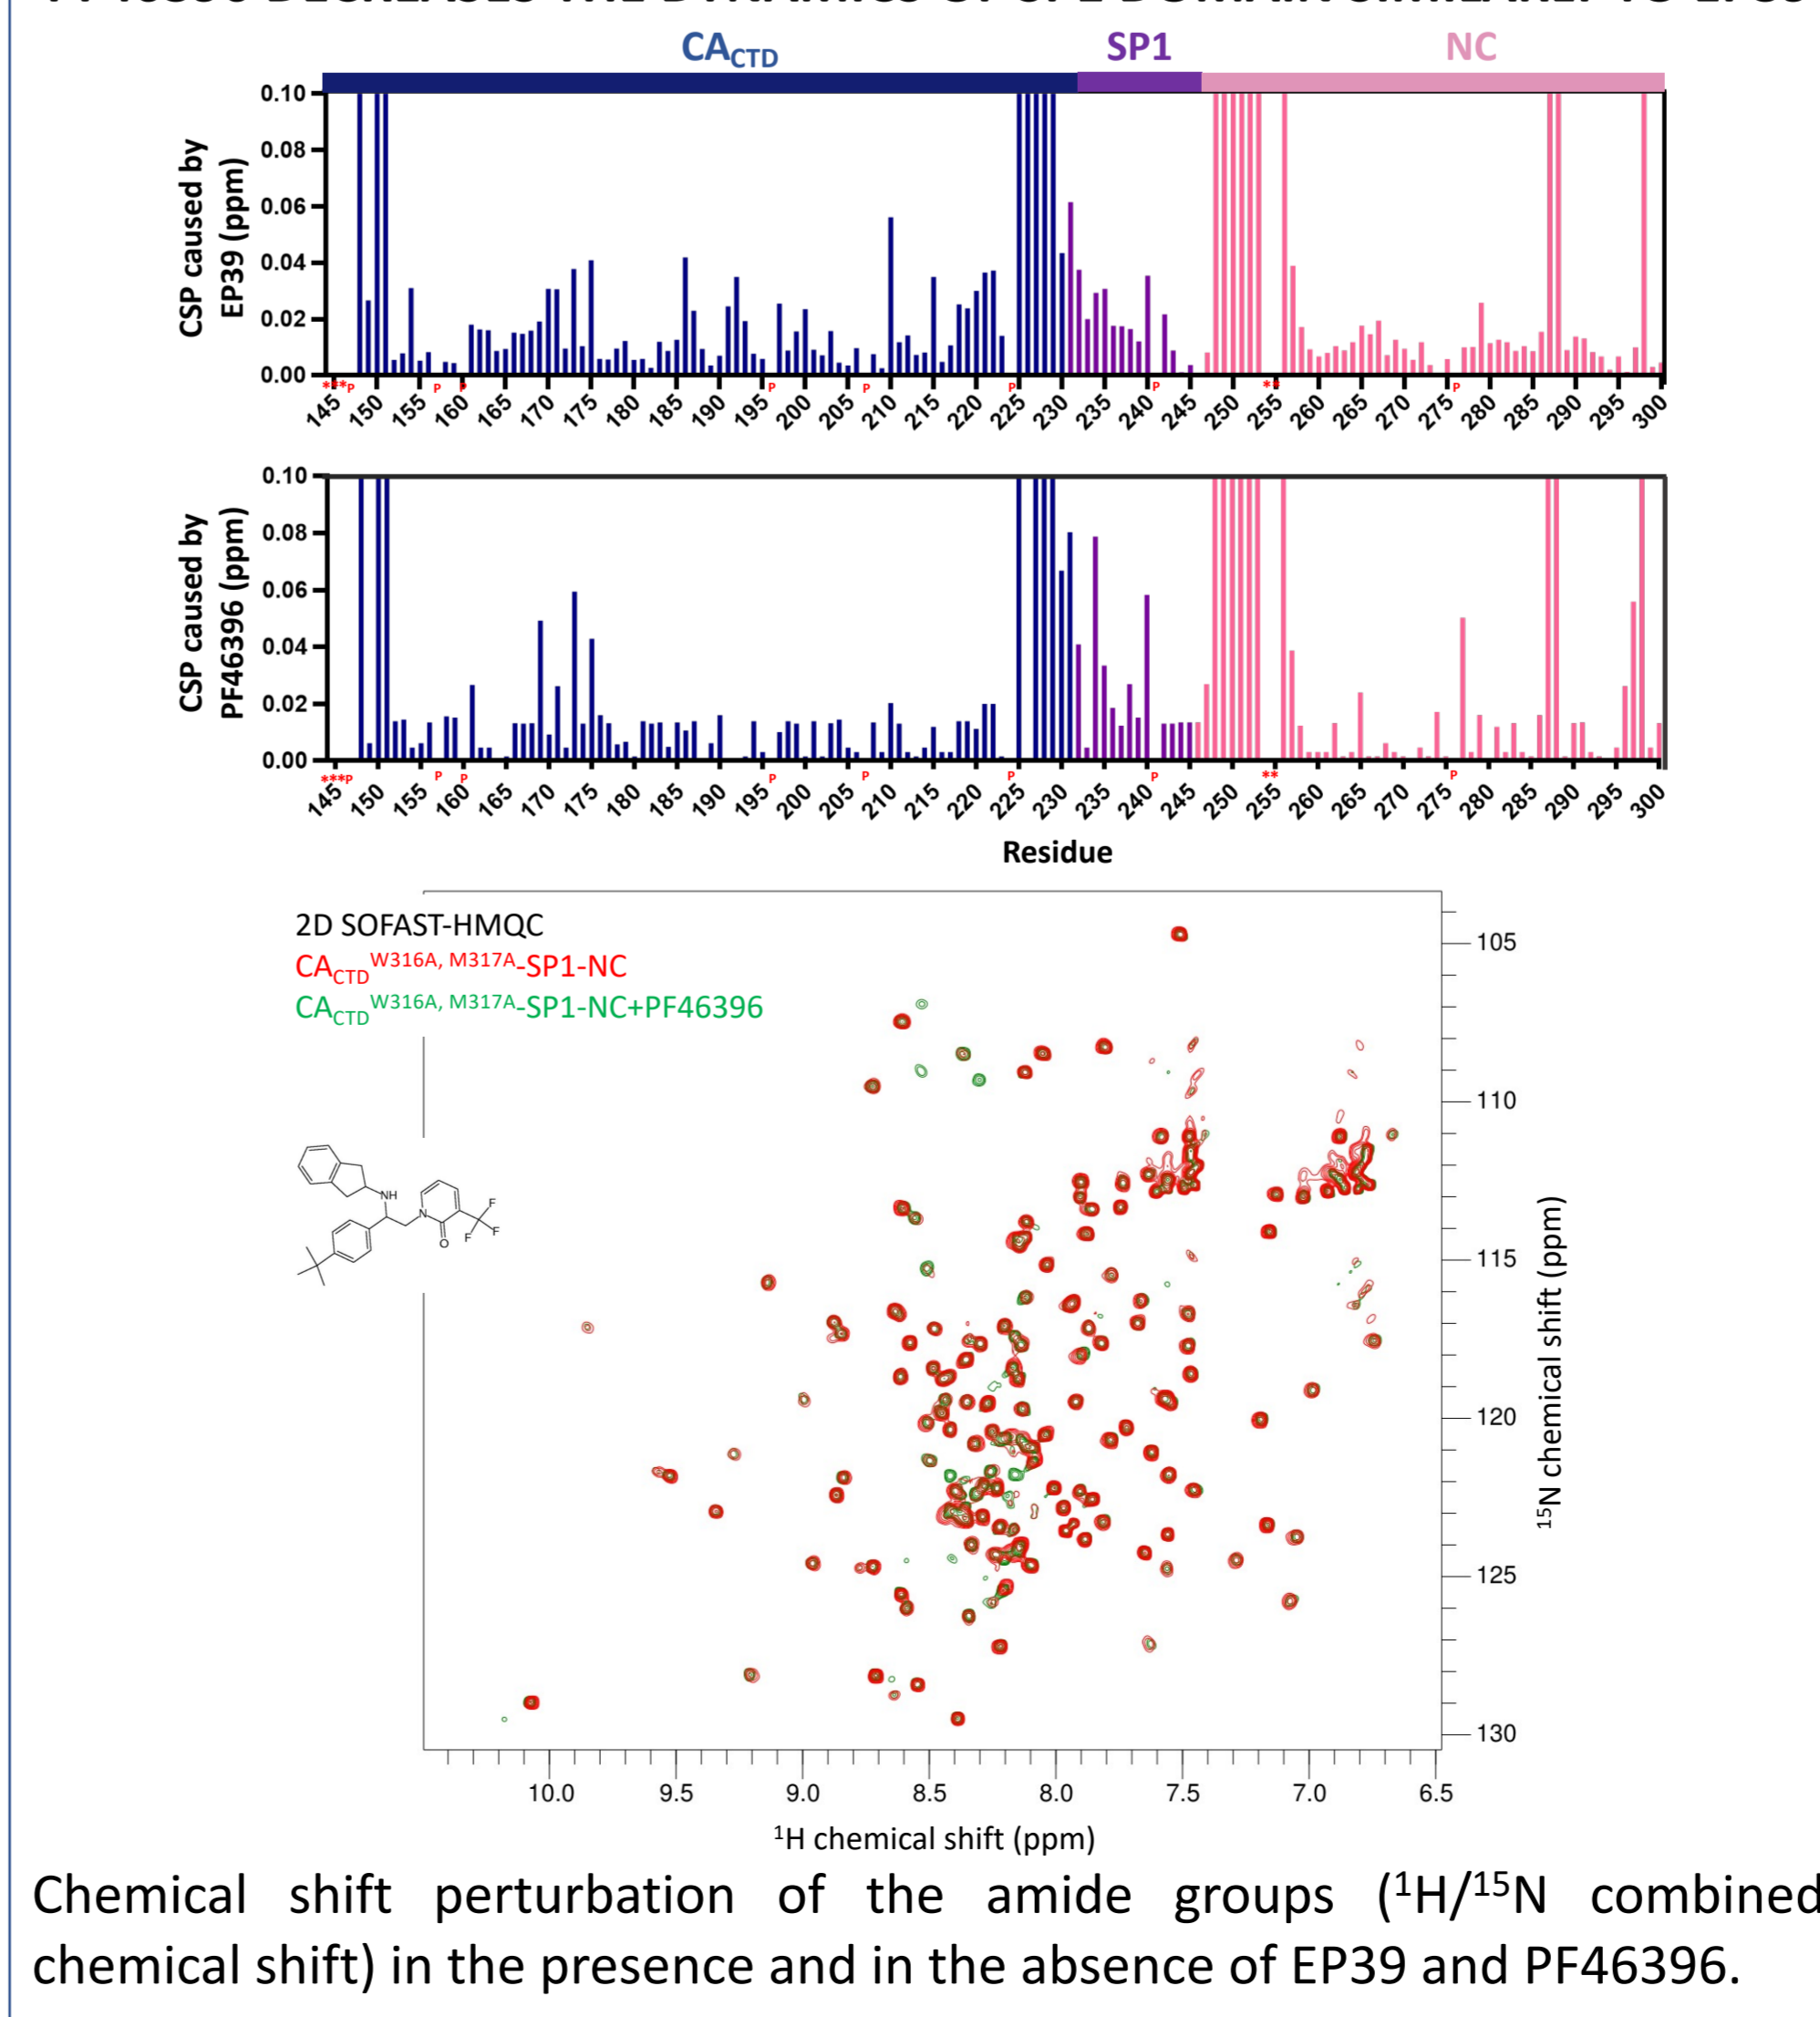 CA_CTD SP1 NC
CSP caused by
EP39 (ppm)
0.10
0.08
0.06
0.04
0.02
0.00
***P P P P P P P ** P
145 150 155 160 165 170 175 180 185 190 195 200 205 210 215 220 225 230 235 240 245 250 255 260 265 270 275 280 285 290 295 300
CSP caused by
PF46396 (ppm)
0.10
0.08
0.06
0.04
0.02
0.00
***P P P P P P P ** P
145 150 155 160 165 170 175 180 185 190 195 200 205 210 215 220 225 230 235 240 245 250 255 260 265 270 275 280 285 290 295 300
Residue
2D SOFAST-HMQC
CA_CTD^W316A, M317A-SP1-NC
CA_CTD^W316A, M317A-SP1-NC+PF46396
NH
N
O
F
F
F
105
110
115
120
125
130
¹⁵N chemical shift (ppm)
10.0 9.5 9.0 8.5 8.0 7.5 7.0 6.5
¹H chemical shift (ppm)
Chemical shift perturbation of the amide groups (¹H/¹⁵N combined
chemical shift) in the presence and in the absence of EP39 and PF46396.